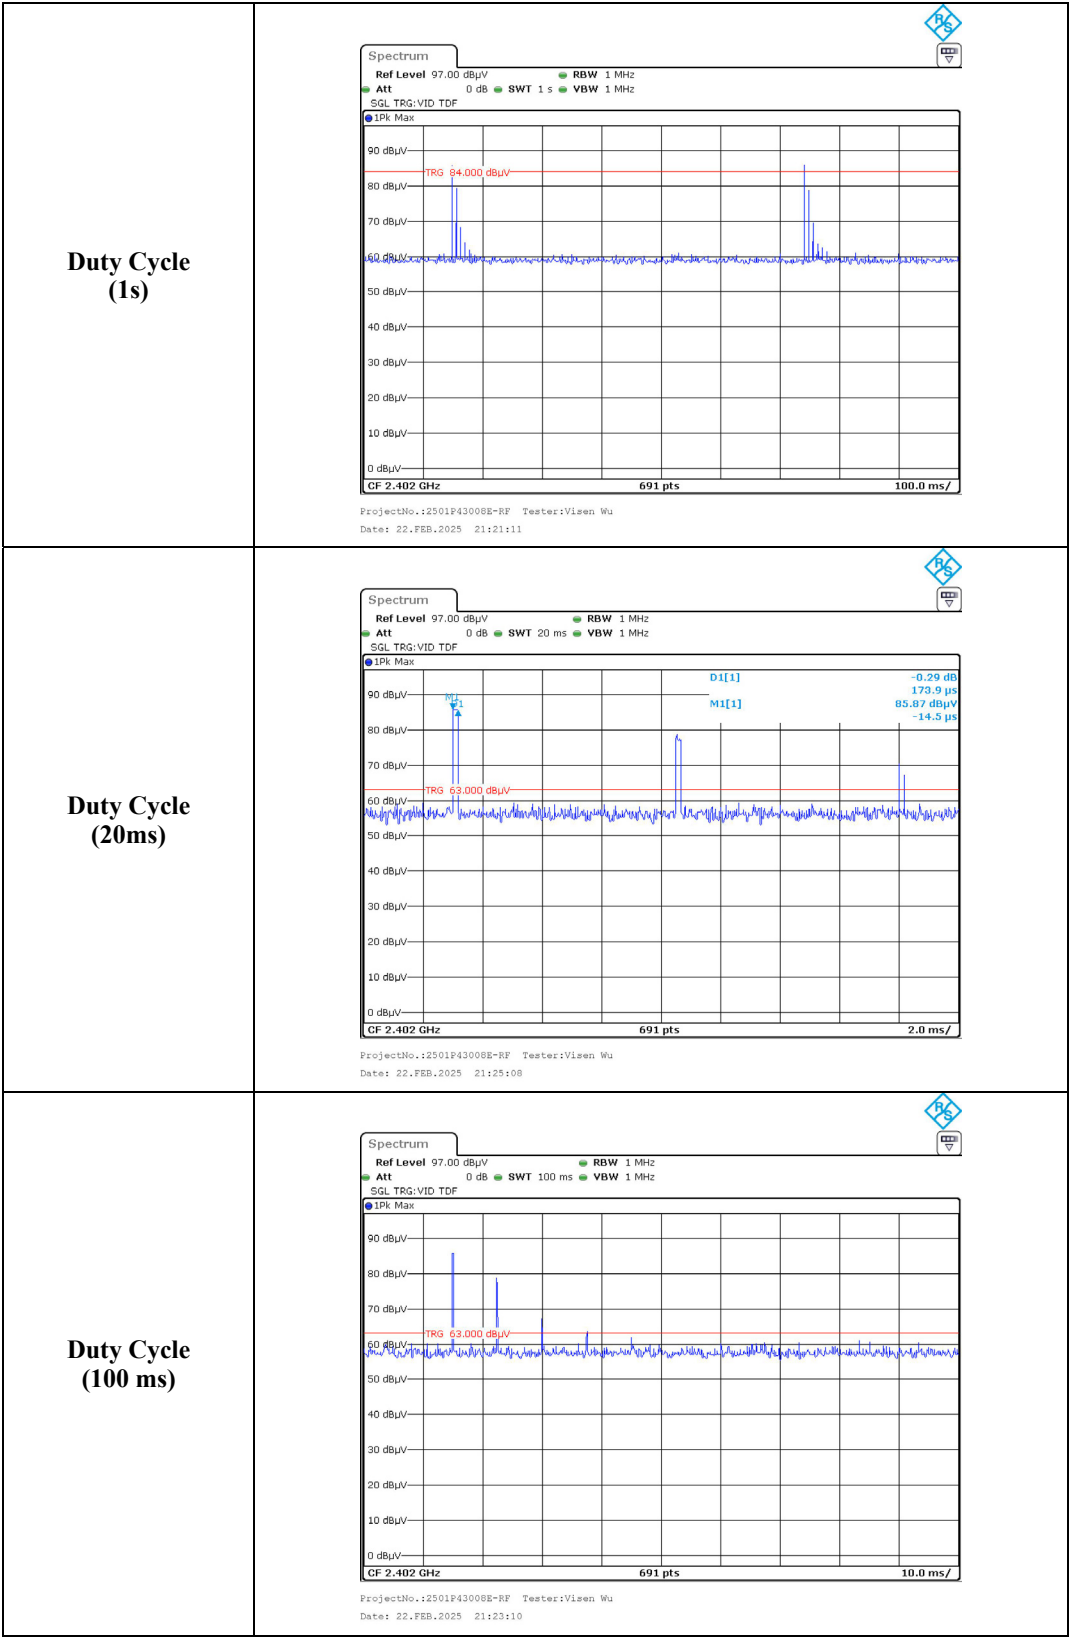 Duty Cycle
(1s)
R&S
Spectrum
Ref Level 97.00 dBµV RBW 1 MHz
Att 0 dB SWT 1 s VBW 1 MHz
SGL TRG:VID TDF
1Pk Max
90 dBµV
TRG 84.000 dBµV
80 dBµV
70 dBµV
60 dBµV
50 dBµV
40 dBµV
30 dBµV
20 dBµV
10 dBµV
0 dBµV
CF 2.402 GHz 691 pts 100.0 ms/
ProjectNo.:2501P43008E-RF Tester:Visen Wu
Date: 22.FEB.2025 21:21:11
Duty Cycle
(20ms)
R&S
Spectrum
Ref Level 97.00 dBµV RBW 1 MHz
Att 0 dB SWT 20 ms VBW 1 MHz
SGL TRG:VID TDF
1Pk Max
D1[1] -0.29 dB
173.9 µs
M1[1] 85.87 dBµV
-14.5 µs
90 dBµV
M1
D1
80 dBµV
70 dBµV
TRG 63.000 dBµV
60 dBµV
50 dBµV
40 dBµV
30 dBµV
20 dBµV
10 dBµV
0 dBµV
CF 2.402 GHz 691 pts 2.0 ms/
ProjectNo.:2501P43008E-RF Tester:Visen Wu
Date: 22.FEB.2025 21:25:08
Duty Cycle
(100 ms)
R&S
Spectrum
Ref Level 97.00 dBµV RBW 1 MHz
Att 0 dB SWT 100 ms VBW 1 MHz
SGL TRG:VID TDF
1Pk Max
90 dBµV
80 dBµV
70 dBµV
TRG 63.000 dBµV
60 dBµV
50 dBµV
40 dBµV
30 dBµV
20 dBµV
10 dBµV
0 dBµV
CF 2.402 GHz 691 pts 10.0 ms/
ProjectNo.:2501P43008E-RF Tester:Visen Wu
Date: 22.FEB.2025 21:23:10